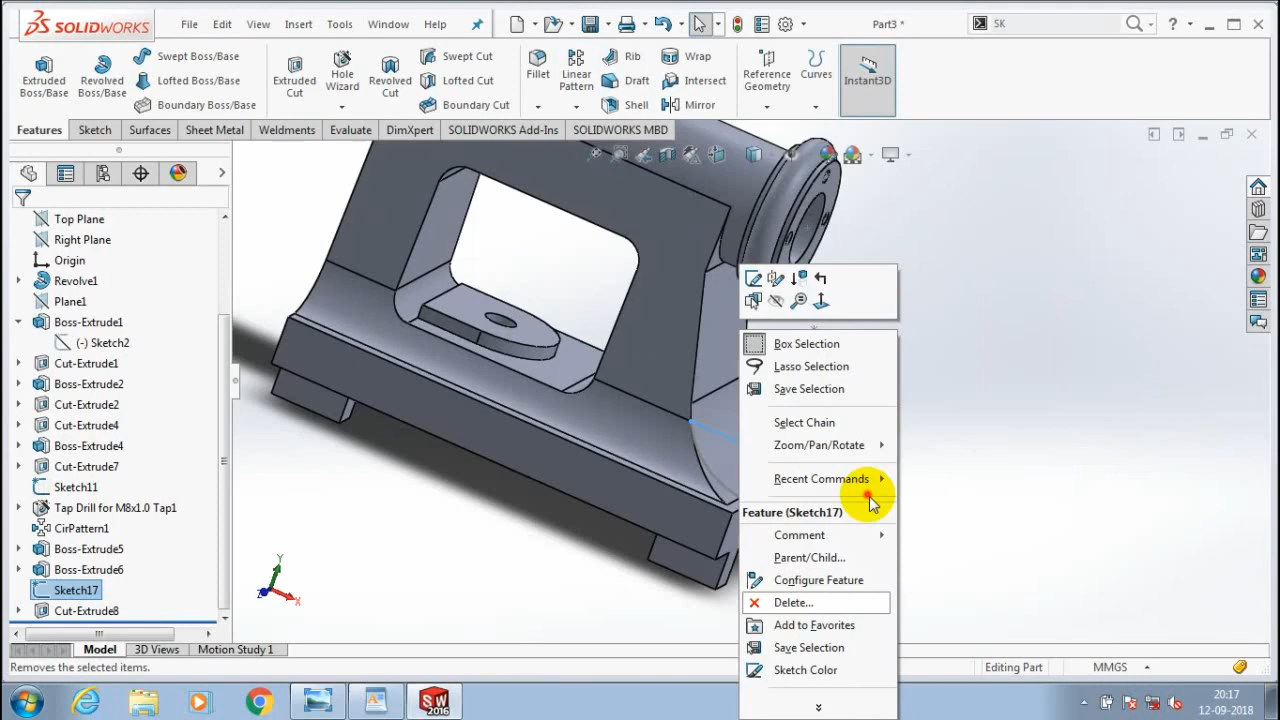 SOLIDWORKS File Edit View Insert Tools Window Help Part3 * SK ?
Extruded Boss/Base
Revolved Boss/Base
Swept Boss/Base
Lofted Boss/Base
Boundary Boss/Base
Extruded Cut
Hole Wizard
Revolved Cut
Swept Cut
Lofted Cut
Boundary Cut
Fillet
Linear Pattern
Rib
Draft
Shell
Wrap
Intersect
Mirror
Reference Geometry
Curves
Instant3D
Features Sketch Surfaces Sheet Metal Weldments Evaluate DimXpert SOLIDWORKS Add-Ins SOLIDWORKS MBD
Top Plane
Right Plane
Origin
Revolve1
Plane1
Boss-Extrude1
(-) Sketch2
Cut-Extrude1
Boss-Extrude2
Cut-Extrude2
Cut-Extrude4
Boss-Extrude4
Cut-Extrude7
Sketch11
Tap Drill for M8x1.0 Tap1
CirPattern1
Boss-Extrude5
Boss-Extrude6
Sketch17
Cut-Extrude8
Box Selection
Lasso Selection
Save Selection
Select Chain
Zoom/Pan/Rotate
Recent Commands
Feature (Sketch17)
Comment
Parent/Child...
Configure Feature
Delete...
Add to Favorites
Save Selection
Sketch Color
Y
Z
X
Model 3D Views Motion Study 1
Removes the selected items. Editing Part MMGS
SW 2016
20:17
12-09-2018